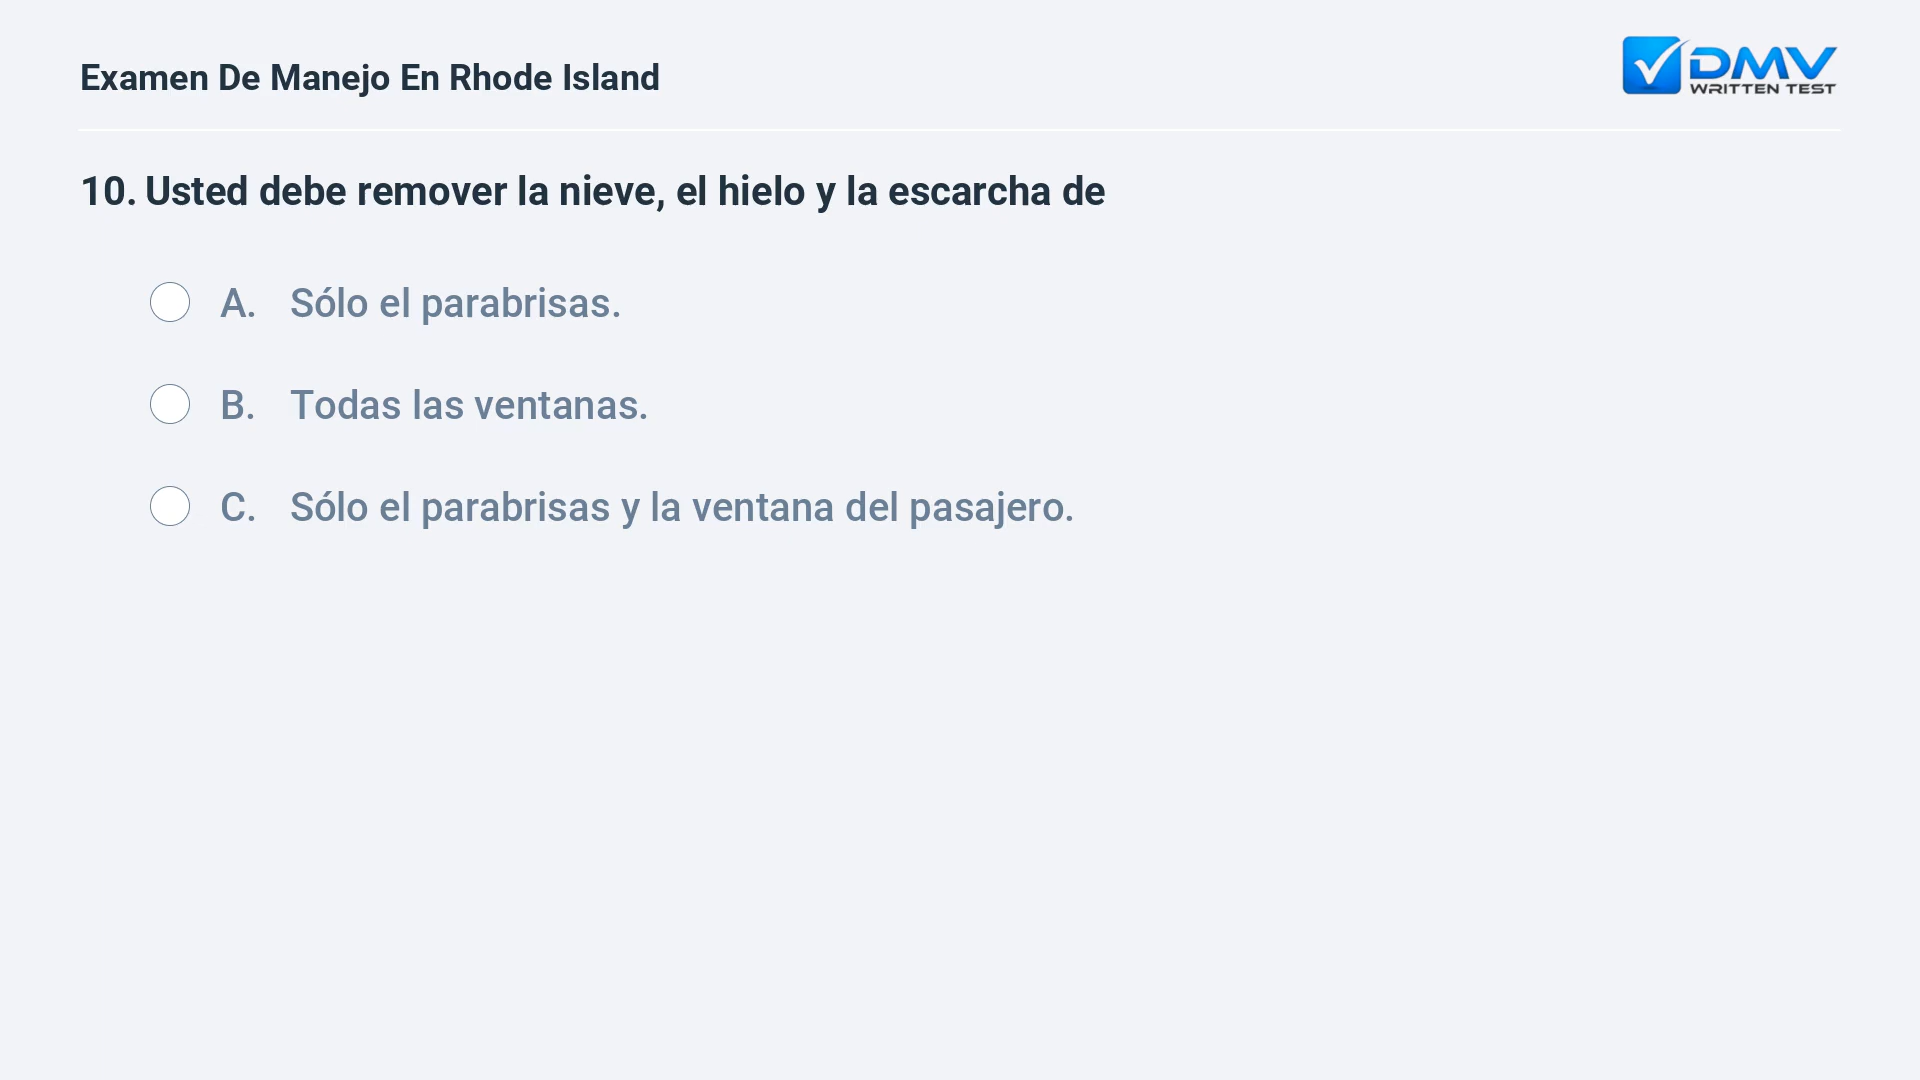 Examen De Manejo En Rhode Island
DMV
WRITTEN TEST
10. Usted debe remover la nieve, el hielo y la escarcha de
A. Sólo el parabrisas.
B. Todas las ventanas.
C. Sólo el parabrisas y la ventana del pasajero.